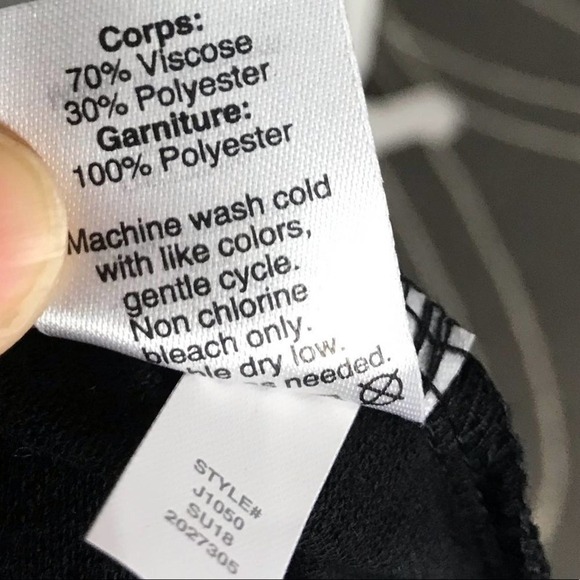 Corps:
70% Viscose
30% Polyester
Garniture:
100% Polyester
Machine wash cold
with like colors,
gentle cycle.
Non chlorine
bleach only.
dry low.
needed.
STYLE#
J1050
SU18
2027305